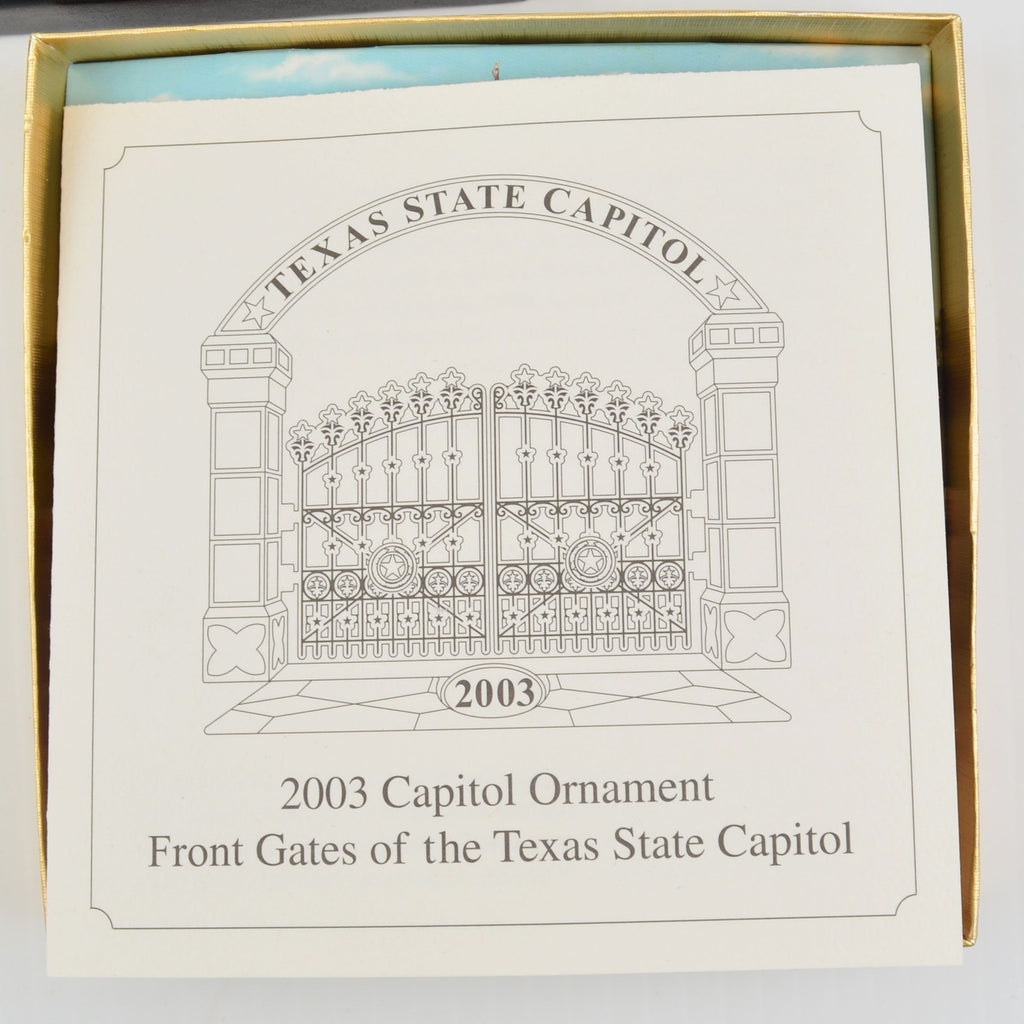 TEXAS STATE CAPITOL
2003
2003 Capitol Ornament
Front Gates of the Texas State Capitol